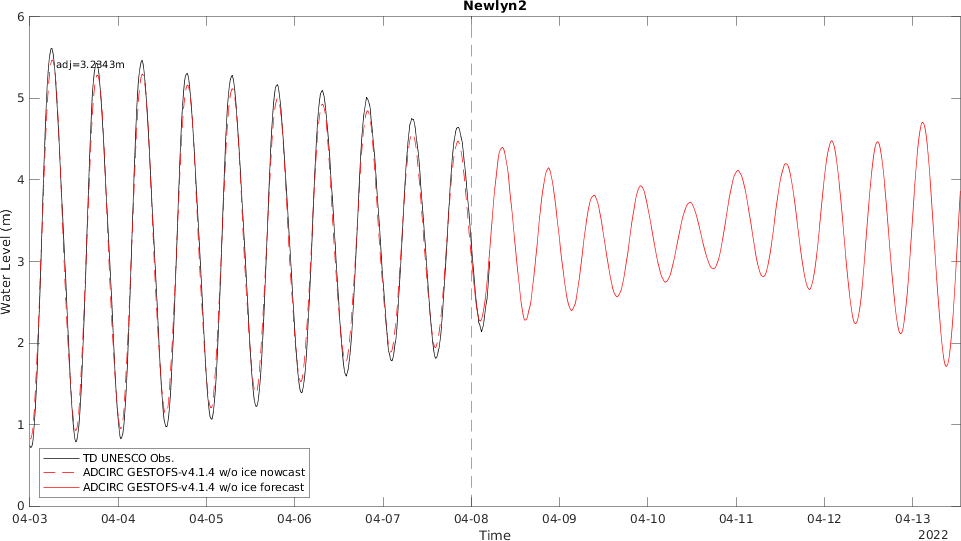 Newlyn2
6
adj=3.2343m
5
4
3
2
1
0
Water Level (m)
TD UNESCO Obs.
ADCIRC GESTOFS-v4.1.4 w/o ice nowcast
ADCIRC GESTOFS-v4.1.4 w/o ice forecast
04-03 04-04 04-05 04-06 04-07 04-08 04-09 04-10 04-11 04-12 04-13
Time
2022